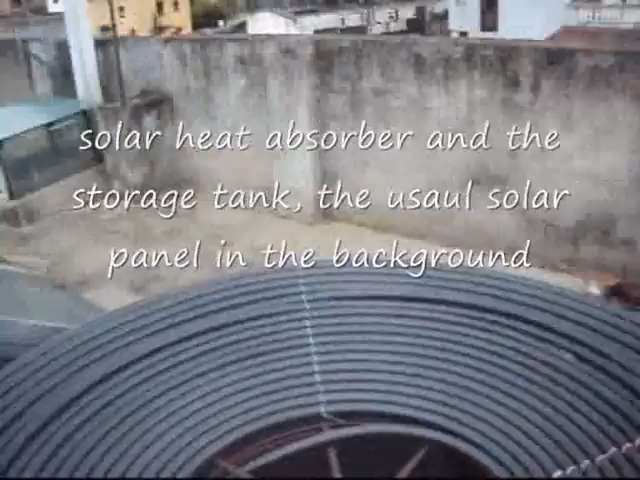 solar heat absorber and the
storage tank, the usaul solar
panel in the background